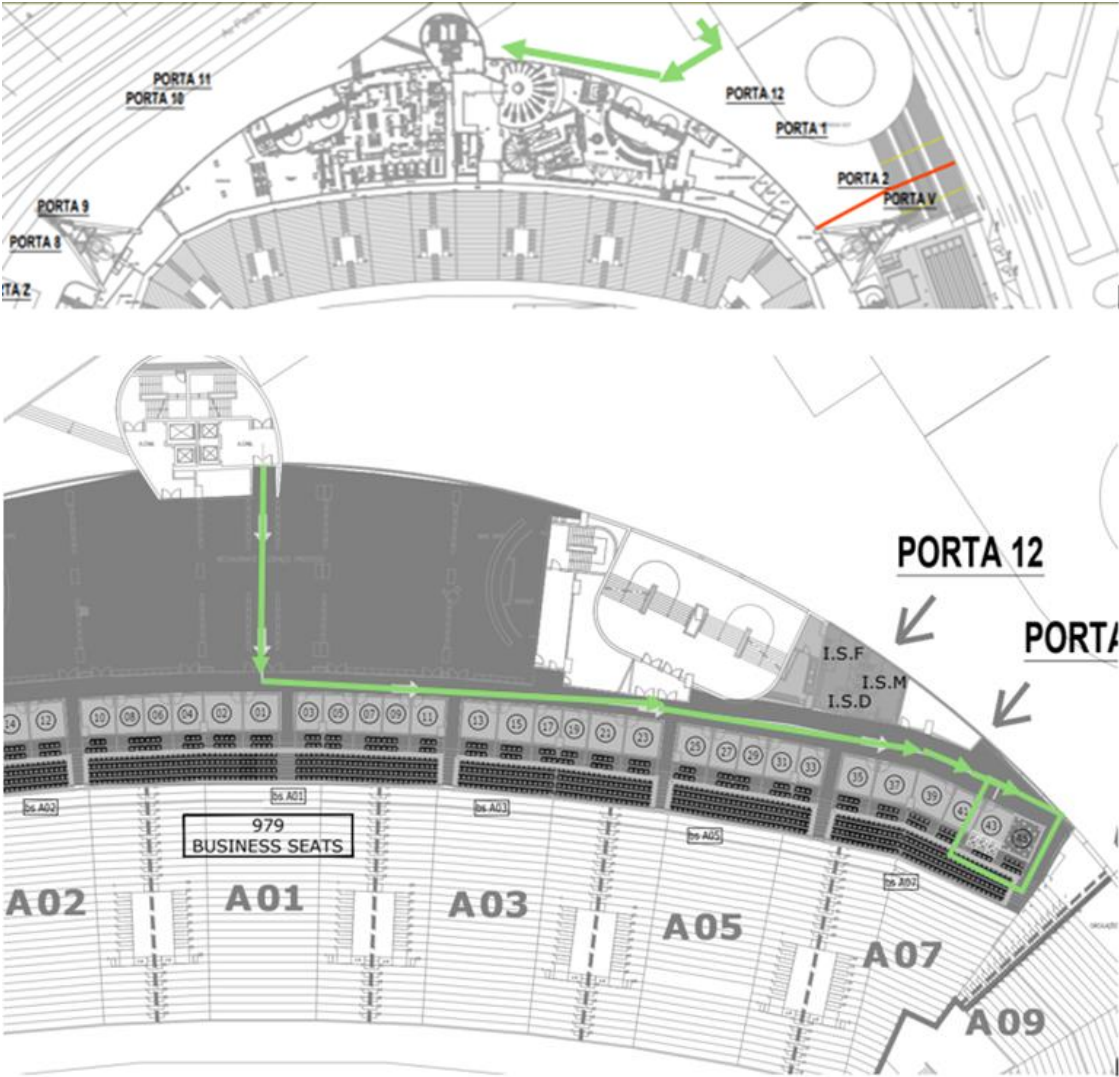 Av Padre C
PORTA 11
PORTA 10
PORTA 12
PORTA 1
PORTA 2
PORTA V
PORTA 9
PORTA 8
TA Z
PORTA 12
PORTA
I.S.F
I.S.M
I.S.D
14
12
10
08
06
04
02
01
03
05
07
09
11
13
15
17
19
21
23
25
27
29
31
33
35
37
39
41
43
bs A02
bs A01
bs A03
bs A05
bs A07
979
BUSINESS SEATS
A02
A01
A03
A05
A07
A09